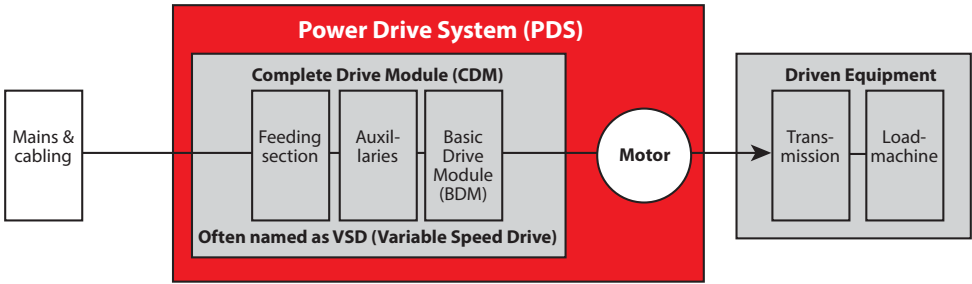 Power Drive System (PDS)
Complete Drive Module (CDM)
Driven Equipment
Mains &
cabling
Feeding
section
Auxil-
laries
Basic
Drive
Module
(BDM)
Motor
Trans-
mission
Load-
machine
Often named as VSD (Variable Speed Drive)